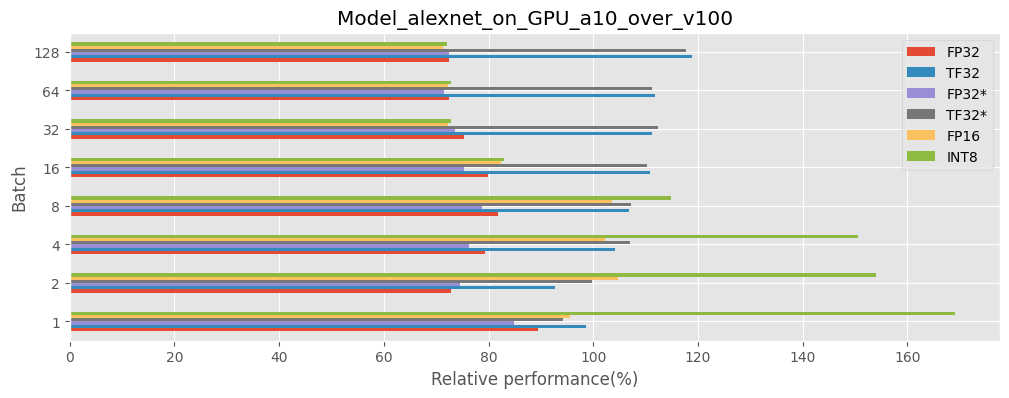 Model_alexnet_on_GPU_a10_over_v100
FP32
TF32
FP32*
TF32*
FP16
INT8
Batch
128
64
32
16
8
4
2
1
0 20 40 60 80 100 120 140 160
Relative performance(%)